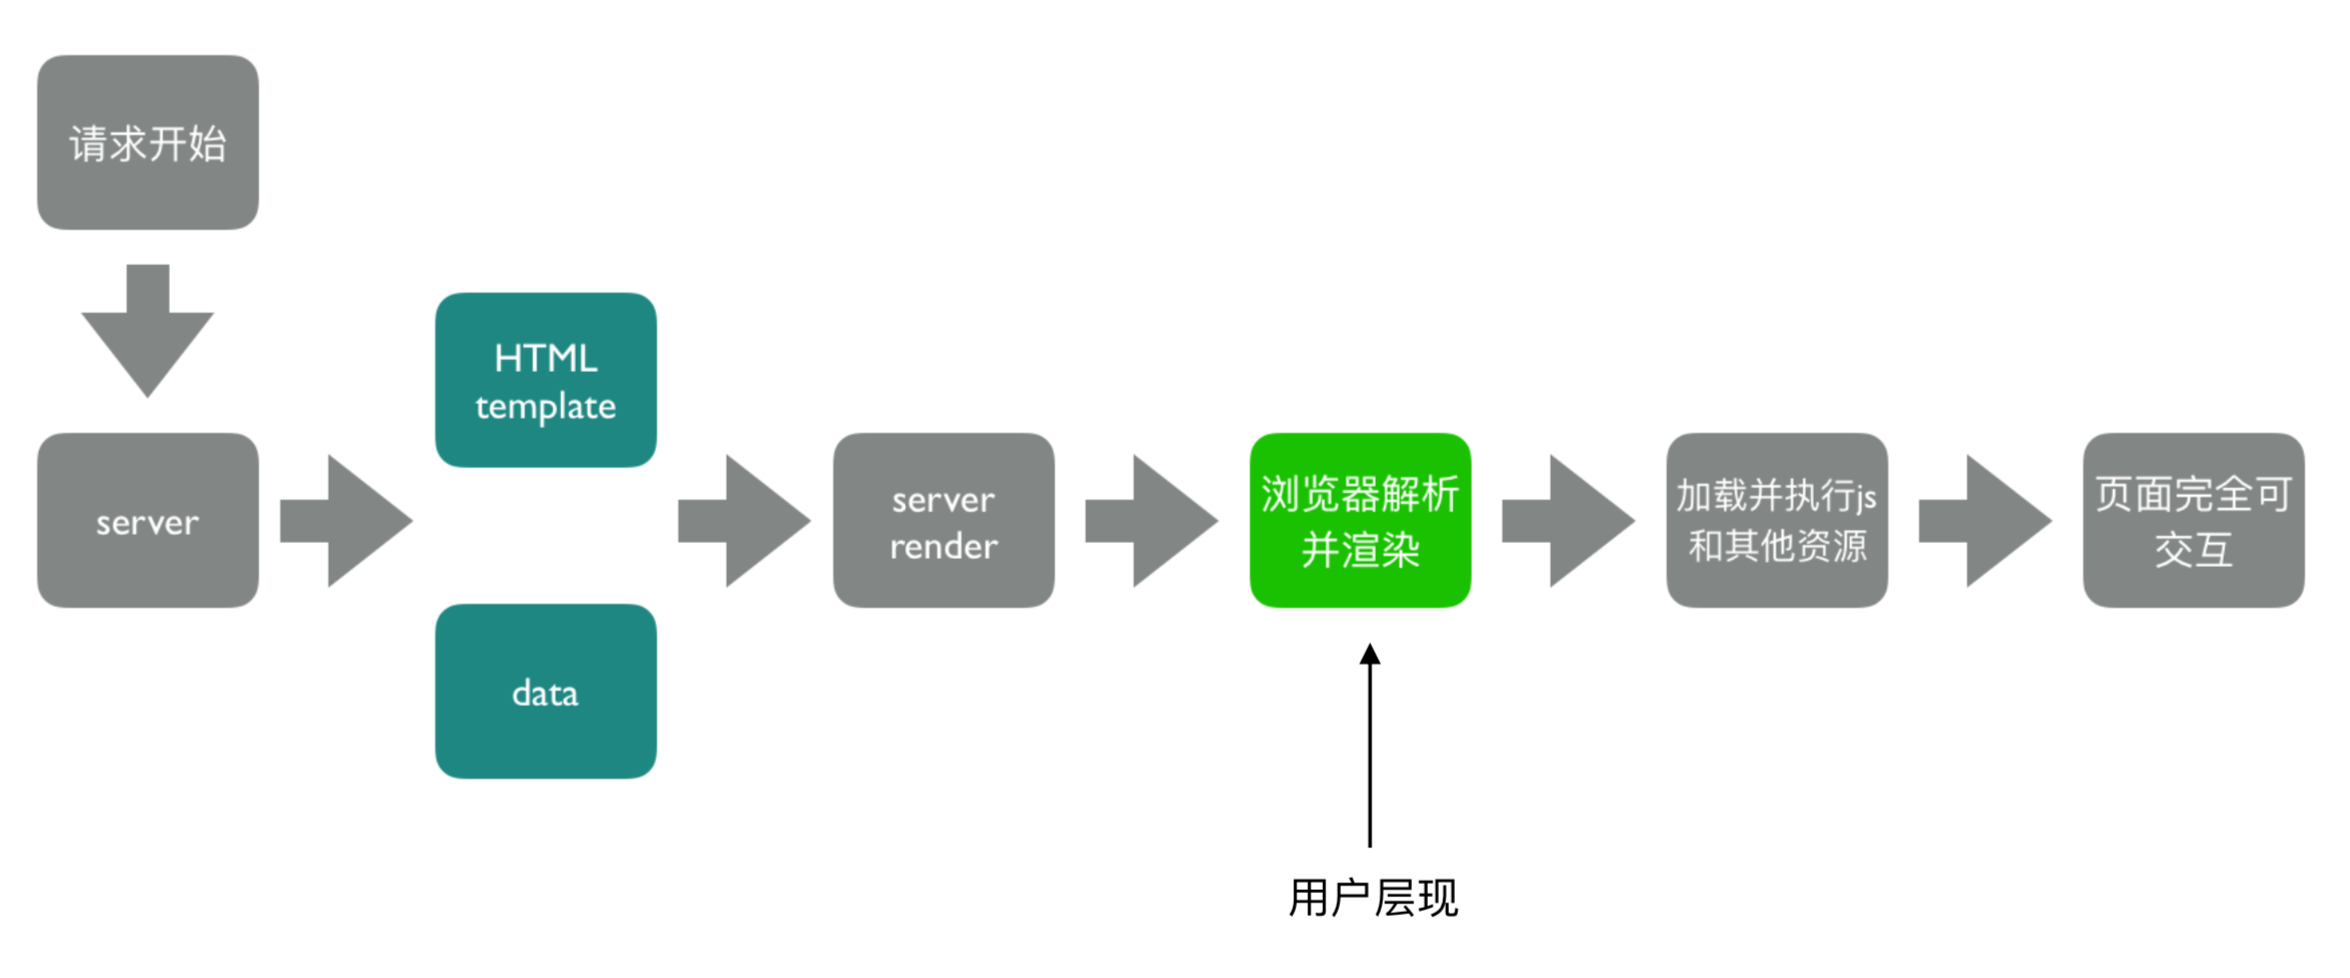 请求开始
server
HTML
template
data
server
render
浏览器解析
并渲染
加载并执行js
和其他资源
页面完全可
交互
用户层现